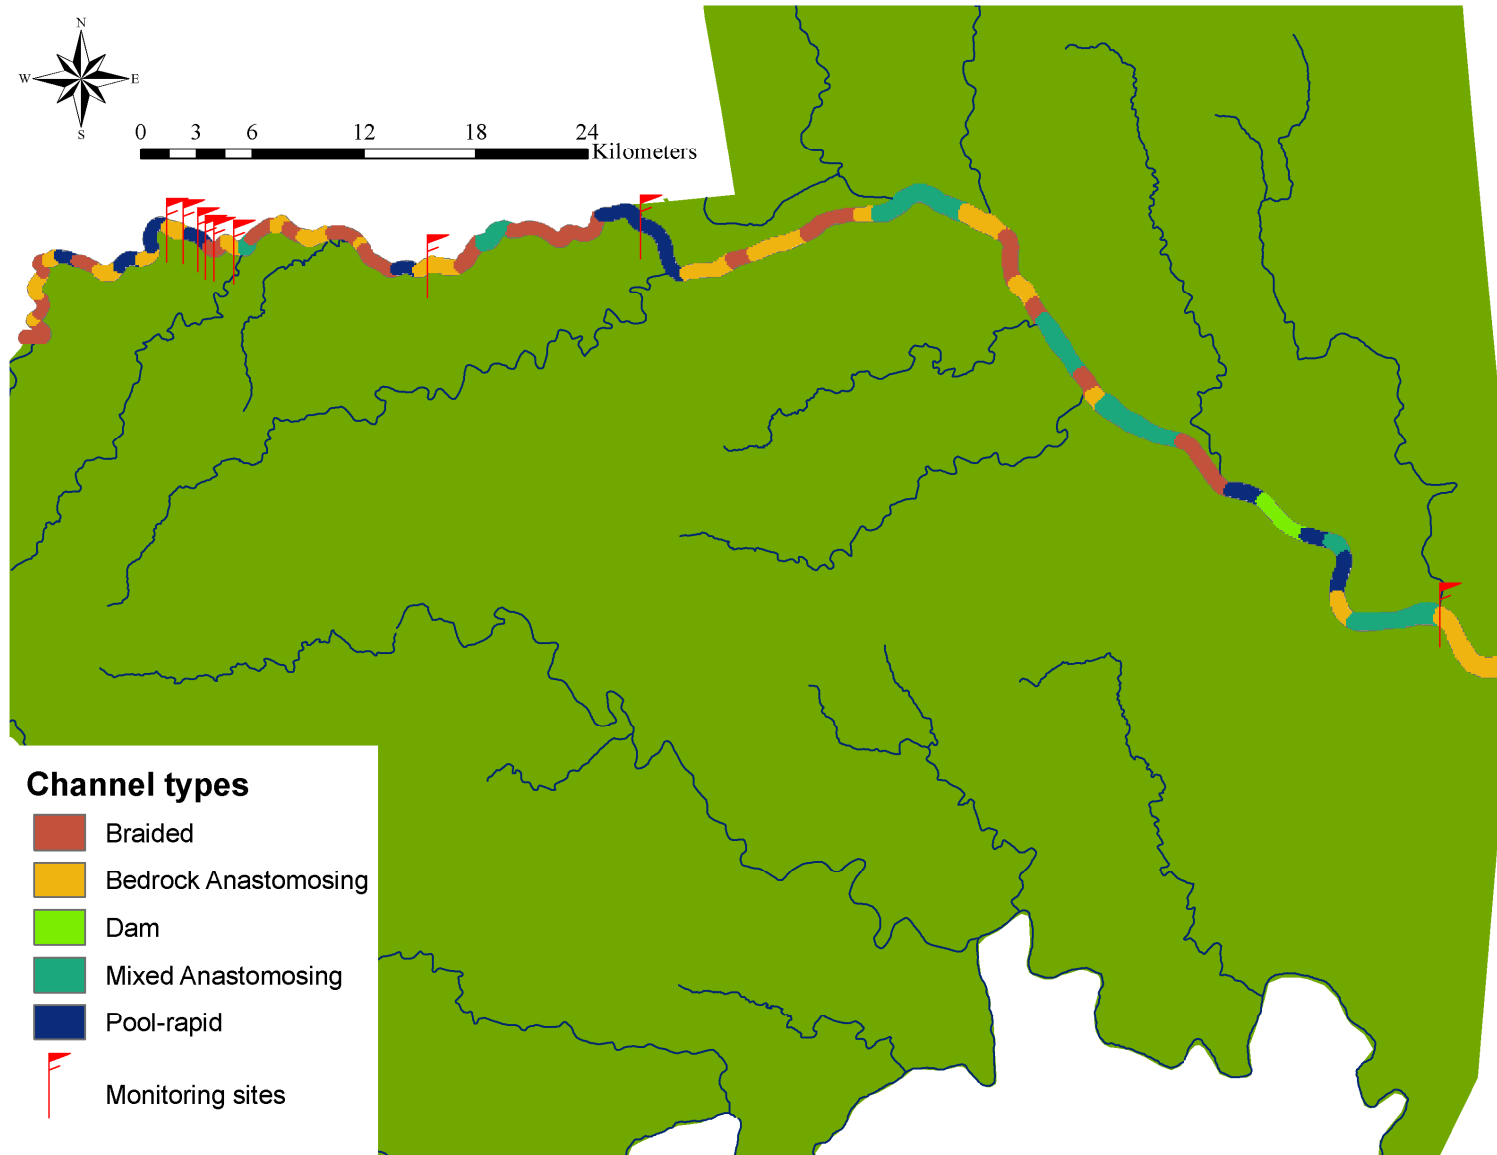 N
W E
S
0 3 6 12 18 24
Kilometers
Channel types
Braided
Bedrock Anastomosing
Dam
Mixed Anastomosing
Pool-rapid
Monitoring sites